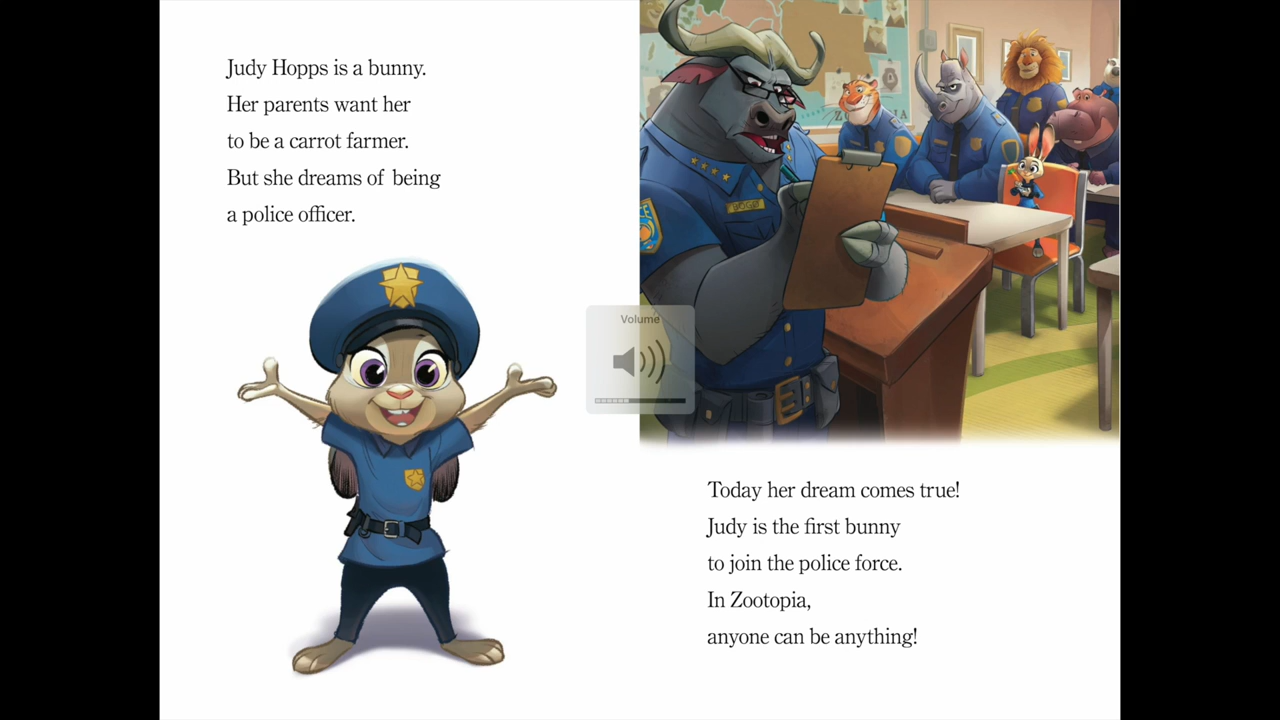 Judy Hopps is a bunny.
Her parents want her
to be a carrot farmer.
But she dreams of being
a police officer.
Volume
BOGO
Today her dream comes true!
Judy is the first bunny
to join the police force.
In Zootopia,
anyone can be anything!